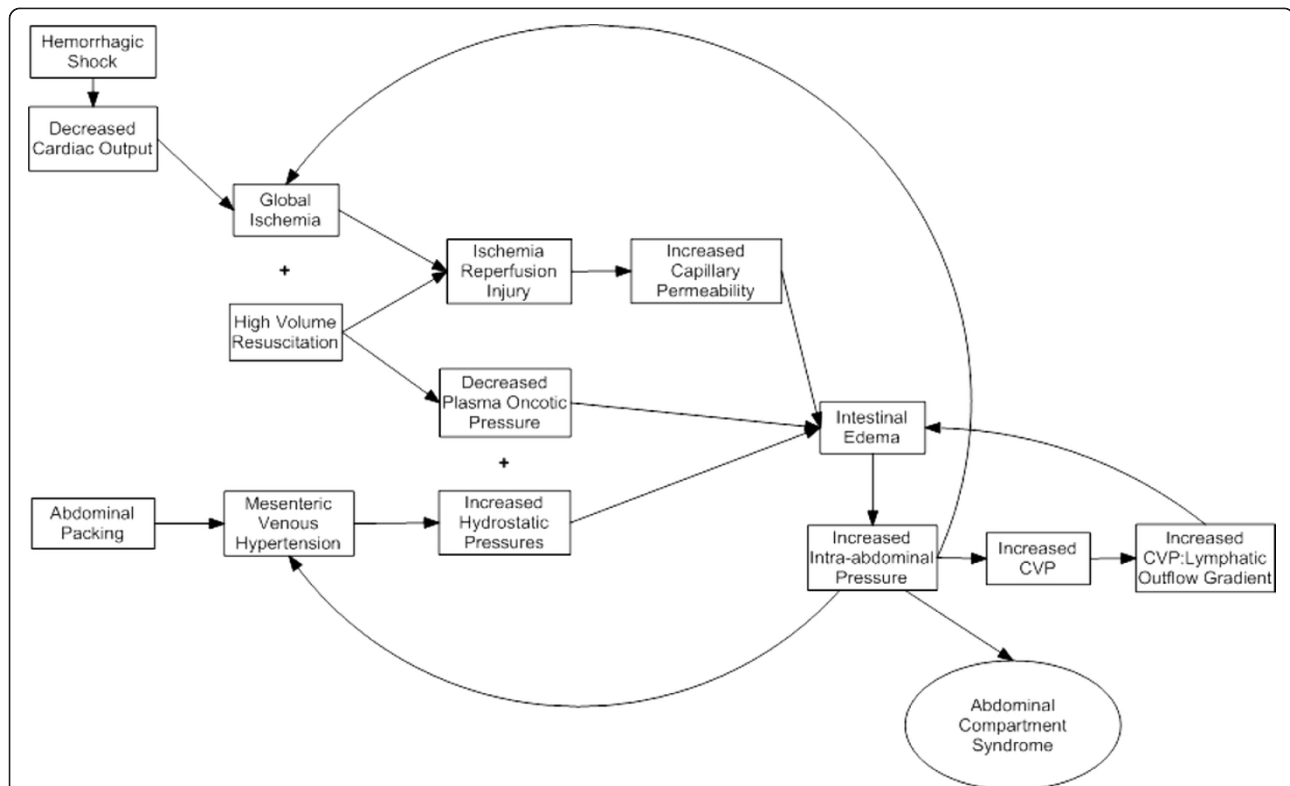 Hemorrhagic
Shock
Decreased
Cardiac Output
Global
Ischemia
+
High Volume
Resuscitation
Ischemia
Reperfusion
Injury
Increased
Capillary
Permeability
Decreased
Plasma Oncotic
Pressure
+
Intestinal
Edema
Abdominal
Packing
Mesenteric
Venous
Hypertension
Increased
Hydrostatic
Pressures
Increased
Intra-abdominal
Pressure
Increased
CVP
Increased
CVP:Lymphatic
Outflow Gradient
Abdominal
Compartment
Syndrome